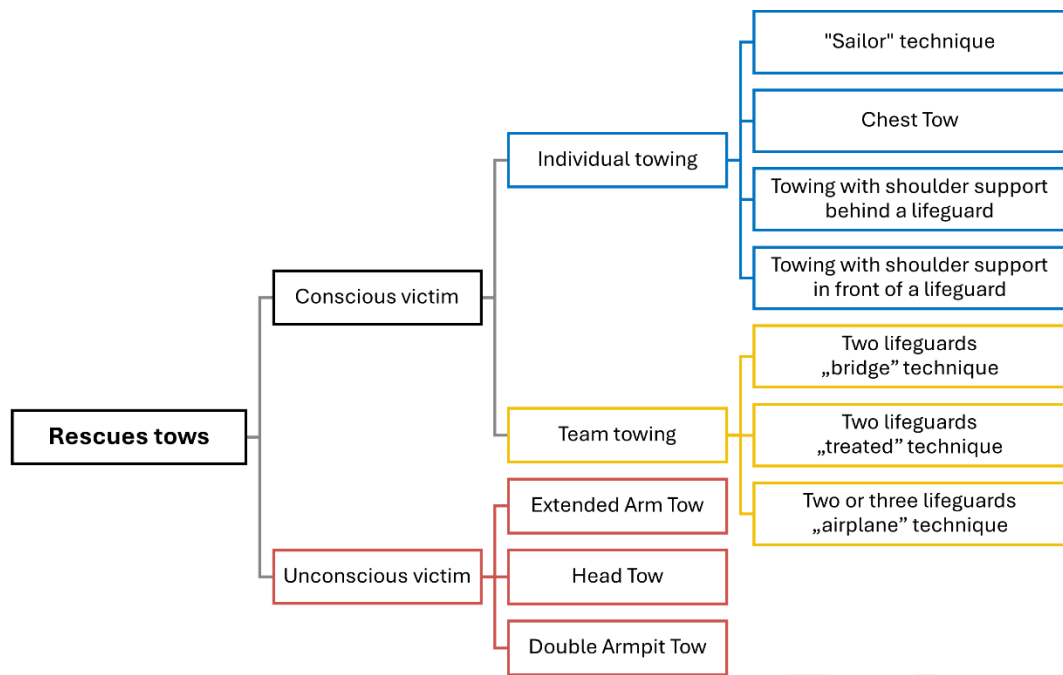 Rescues tows
Conscious victim
Individual towing
"Sailor" technique
Chest Tow
Towing with shoulder support
behind a lifeguard
Towing with shoulder support
in front of a lifeguard
Team towing
Two lifeguards
„bridge” technique
Two lifeguards
„treated” technique
Two or three lifeguards
„airplane” technique
Unconscious victim
Extended Arm Tow
Head Tow
Double Armpit Tow